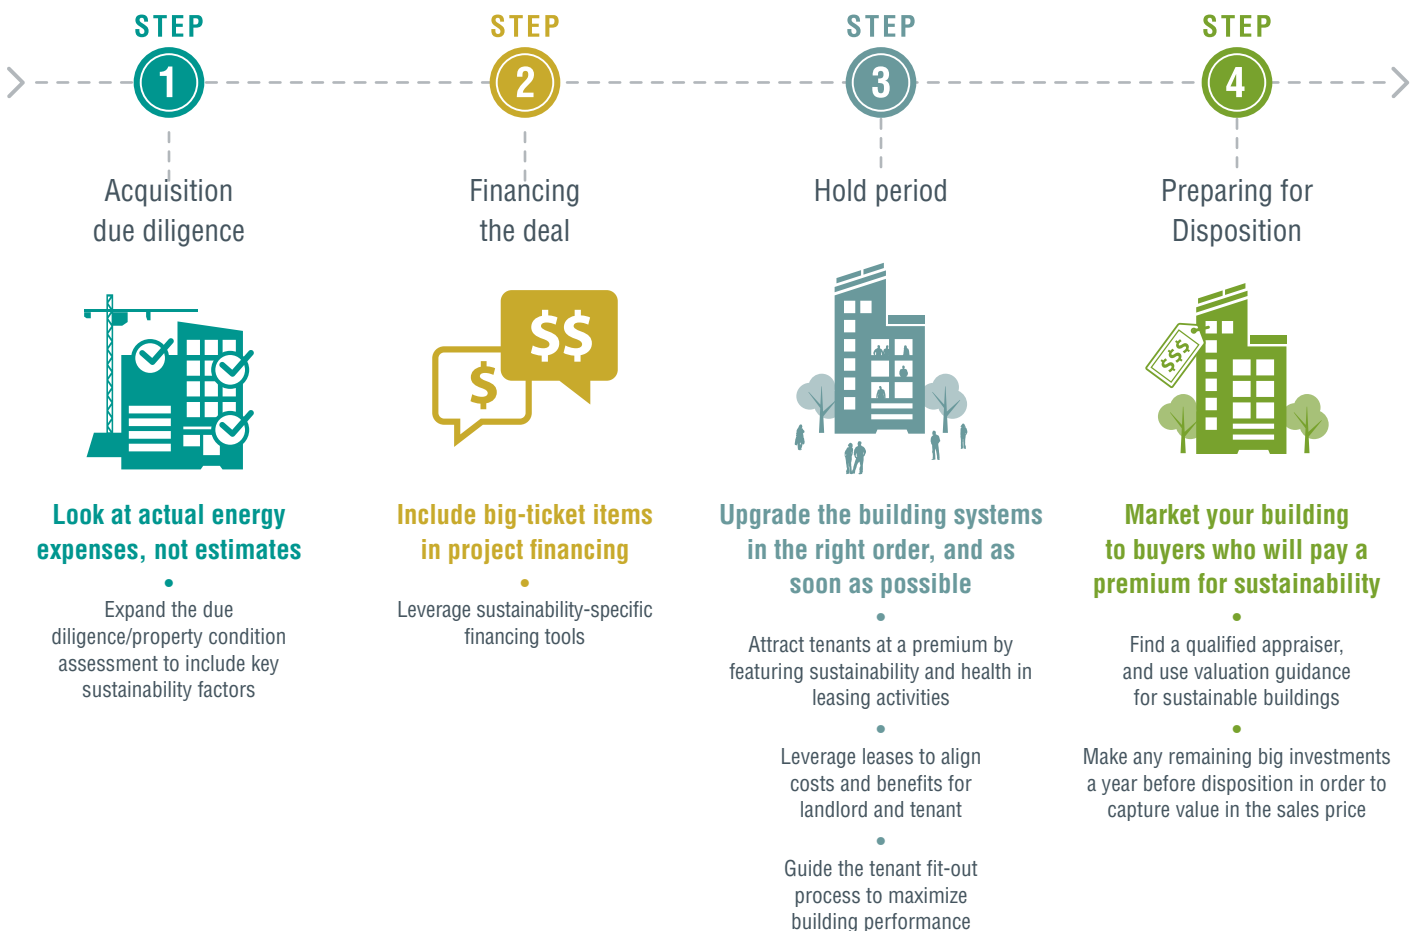 STEP
1
Acquisition
due diligence
Look at actual energy
expenses, not estimates
•
Expand the due
diligence/property condition
assessment to include key
sustainability factors
STEP
2
Financing
the deal
$
$$
Include big-ticket items
in project financing
•
Leverage sustainability-specific
financing tools
STEP
3
Hold period
Upgrade the building systems
in the right order, and as
soon as possible
•
Attract tenants at a premium by
featuring sustainability and health in
leasing activities
•
Leverage leases to align
costs and benefits for
landlord and tenant
•
Guide the tenant fit-out
process to maximize
building performance
STEP
4
Preparing for
Disposition
$$$
Market your building
to buyers who will pay a
premium for sustainability
•
Find a qualified appraiser,
and use valuation guidance
for sustainable buildings
•
Make any remaining big investments
a year before disposition in order to
capture value in the sales price